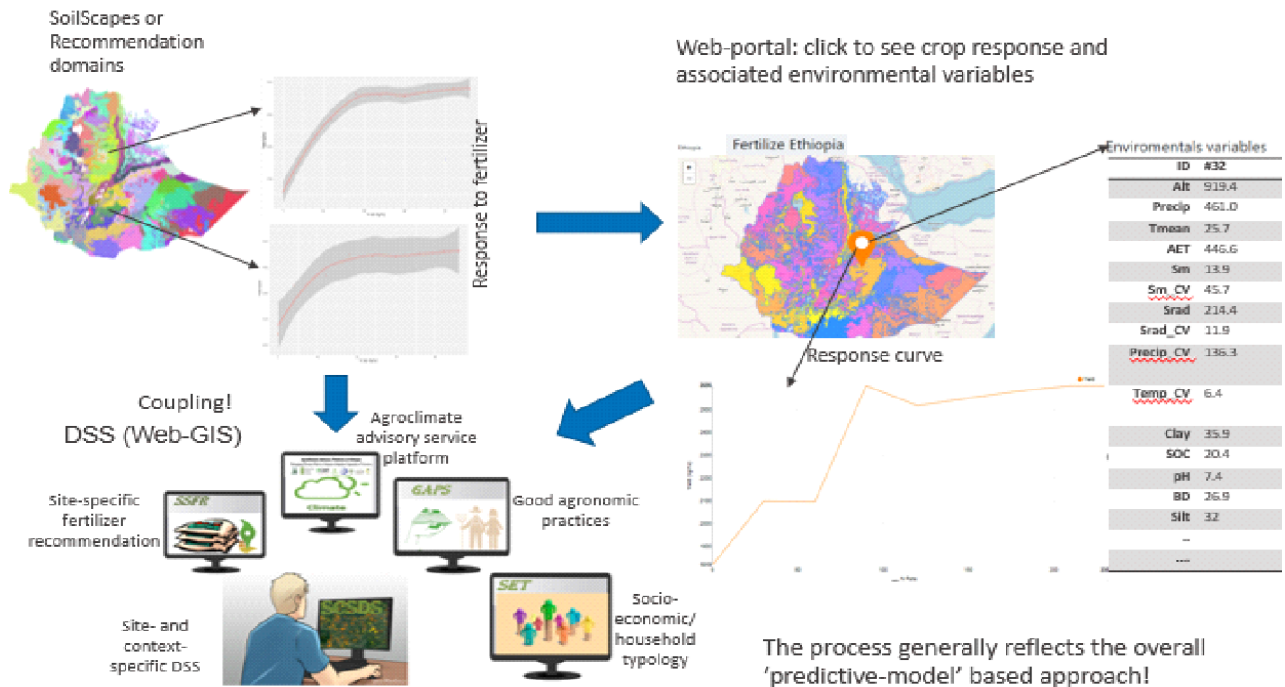 SoilScapes or
Recommendation
domains
Response to fertilizer
Web-portal: click to see crop response and
associated environmental variables
Ethiopia
Fertilize Ethiopia
Enviromentals variables
ID #32
Alt 919.4
Precip 461.0
Tmean 25.7
AET 446.6
Sm 13.9
Sm_CV 45.7
Srad 214.4
Srad_CV 11.9
Precip_CV 136.3
Temp_CV 6.4
Clay 35.9
SOC 20.4
pH 7.4
BD 26.9
Silt 32
--
----
Response curve
Coupling!
DSS (Web-GIS)
Agroclimate
advisory service
platform
Climate
Site-specific
fertilizer
recommendation
SSFR
GAPS
Good agronomic
practices
Site- and
context-
specific DSS
SCSDS
SET
Socio-
economic/
household
typology
The process generally reflects the overall
‘predictive-model’ based approach!